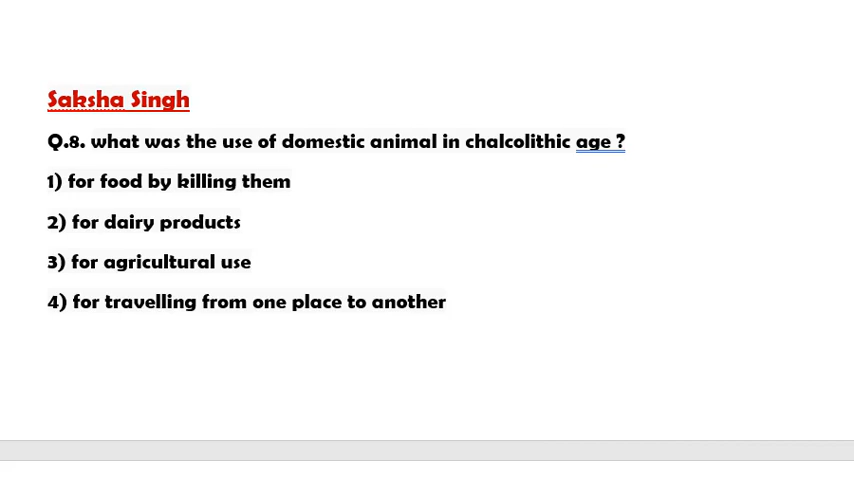 Saksha Singh
Q.8. what was the use of domestic animal in chalcolithic age ?
1) for food by killing them
2) for dairy products
3) for agricultural use
4) for travelling from one place to another